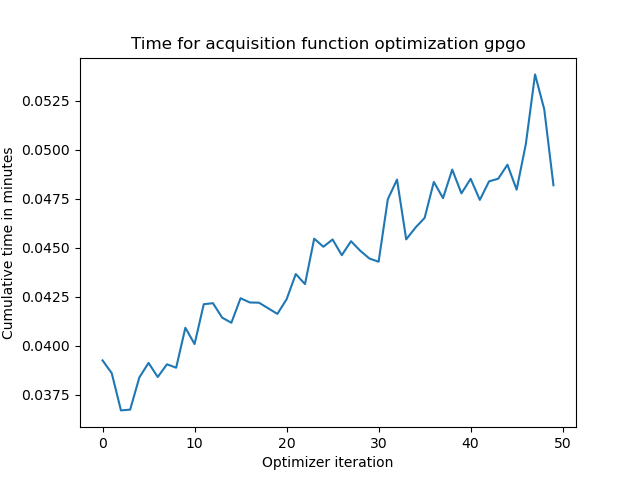 Time for acquisition function optimization gpgo
Cumulative time in minutes
0.0525
0.0500
0.0475
0.0450
0.0425
0.0400
0.0375
0 10 20 30 40 50
Optimizer iteration